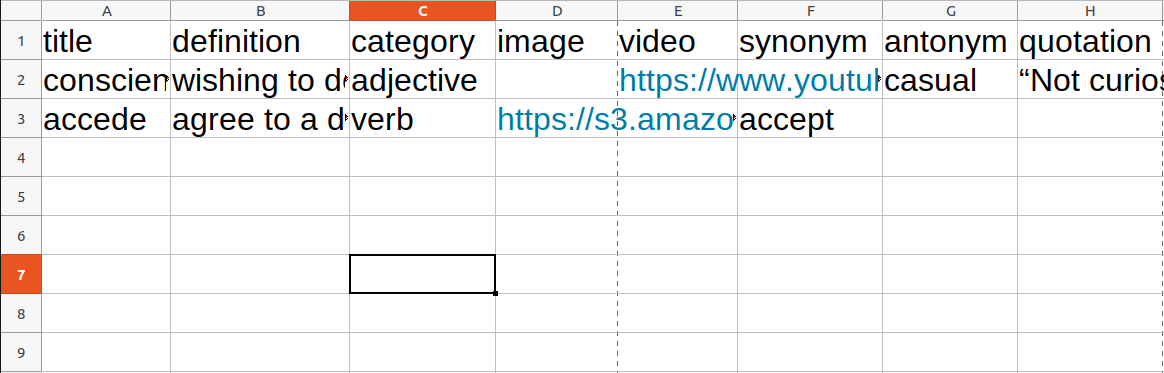 A B C D E F G H
1 title definition category image video synonym antonym quotation
2 conscien wishing to d adjective https://www.youtu casual “Not curios
3 accede agree to a d verb https://s3.amazo accept
4
5
6
7
8
9